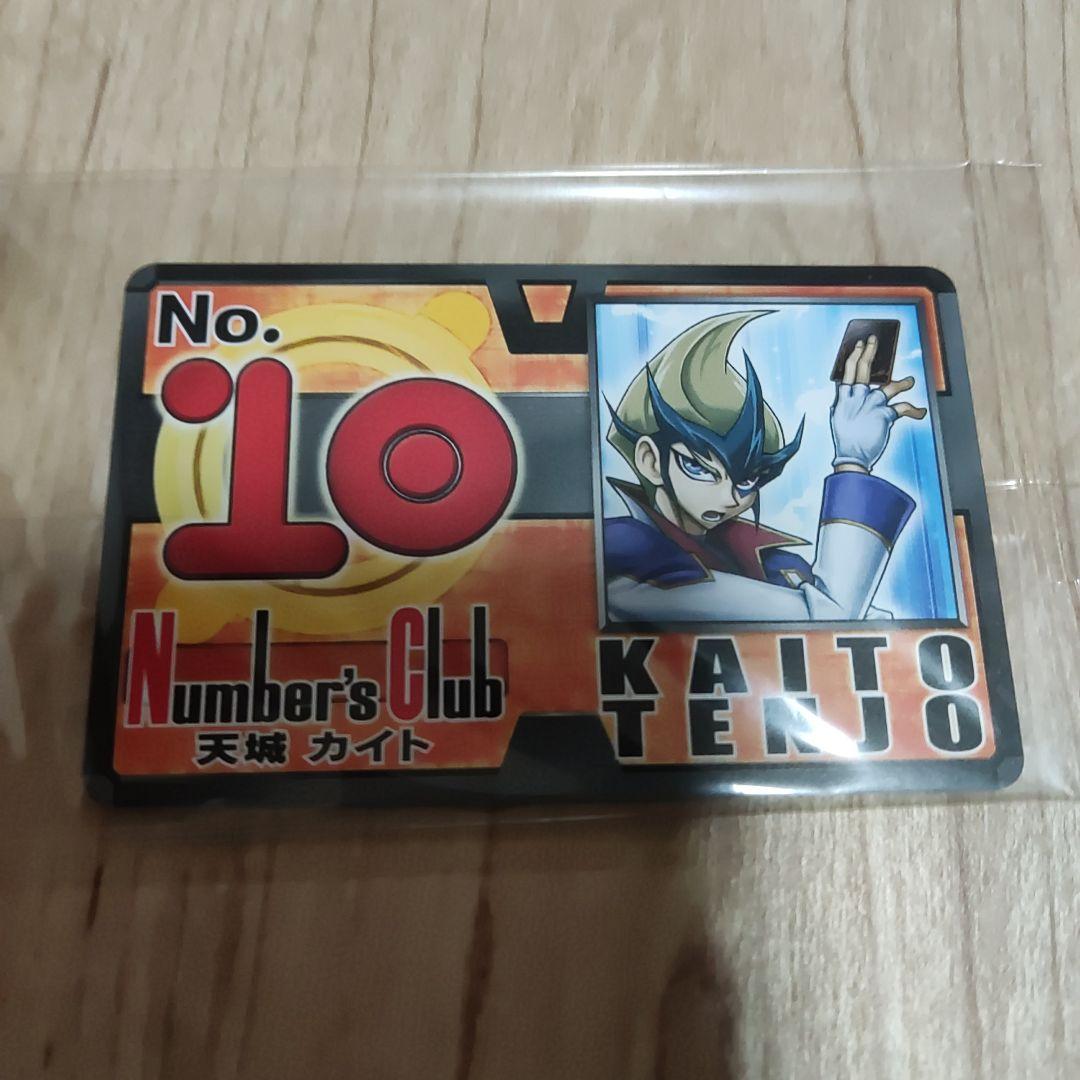 No.
10
Number's Club
天城 カイト
KAITO
TENJO